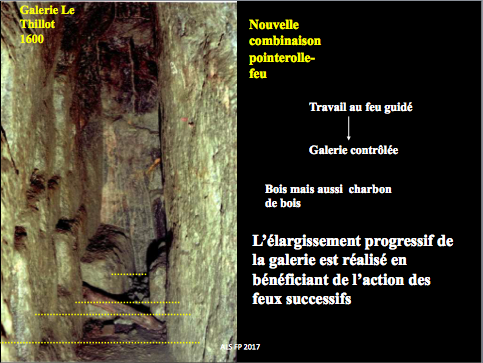 Galerie Le
Thillot
1600
Nouvelle
combinaison
pointerolle-
feu
Travail au feu guidé
Galerie contrôlée
Bois mais aussi charbon
de bois
L'élargissement progressif de
la galerie est réalisé en
bénéficiant de l'action des
feux successifs
ALS FP 2017